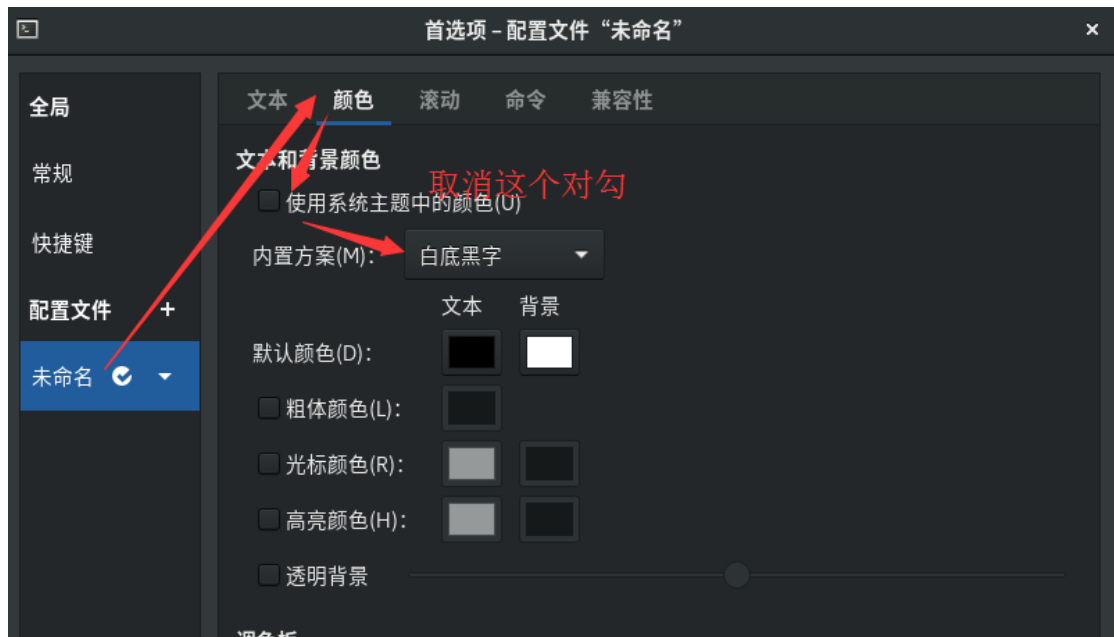 首选项 – 配置文件“未命名”
全局
常规
快捷键
配置文件 +
未命名
文本 颜色 滚动 命令 兼容性
文本和背景颜色
取消这个对勾
使用系统主题中的颜色(U)
内置方案(M): 白底黑字
文本 背景
默认颜色(D):
粗体颜色(L):
光标颜色(R):
高亮颜色(H):
透明背景
调色板